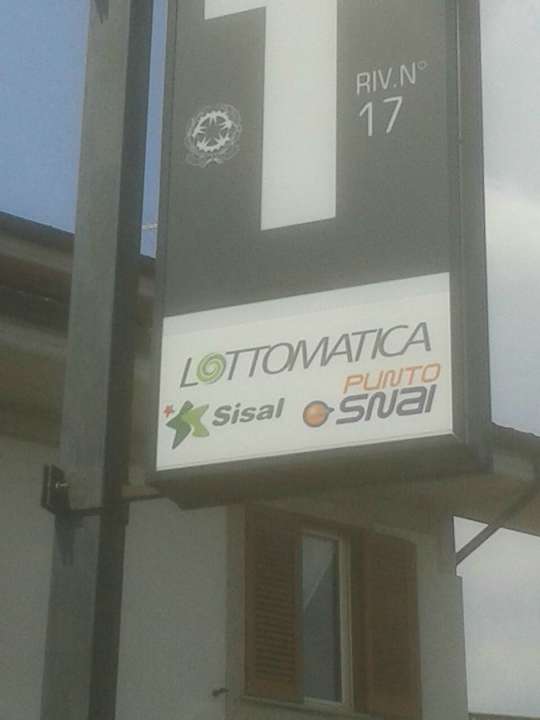 T
RIV.N°
17
LOTTOMATICA
Sisal
PUNTO
SNAI